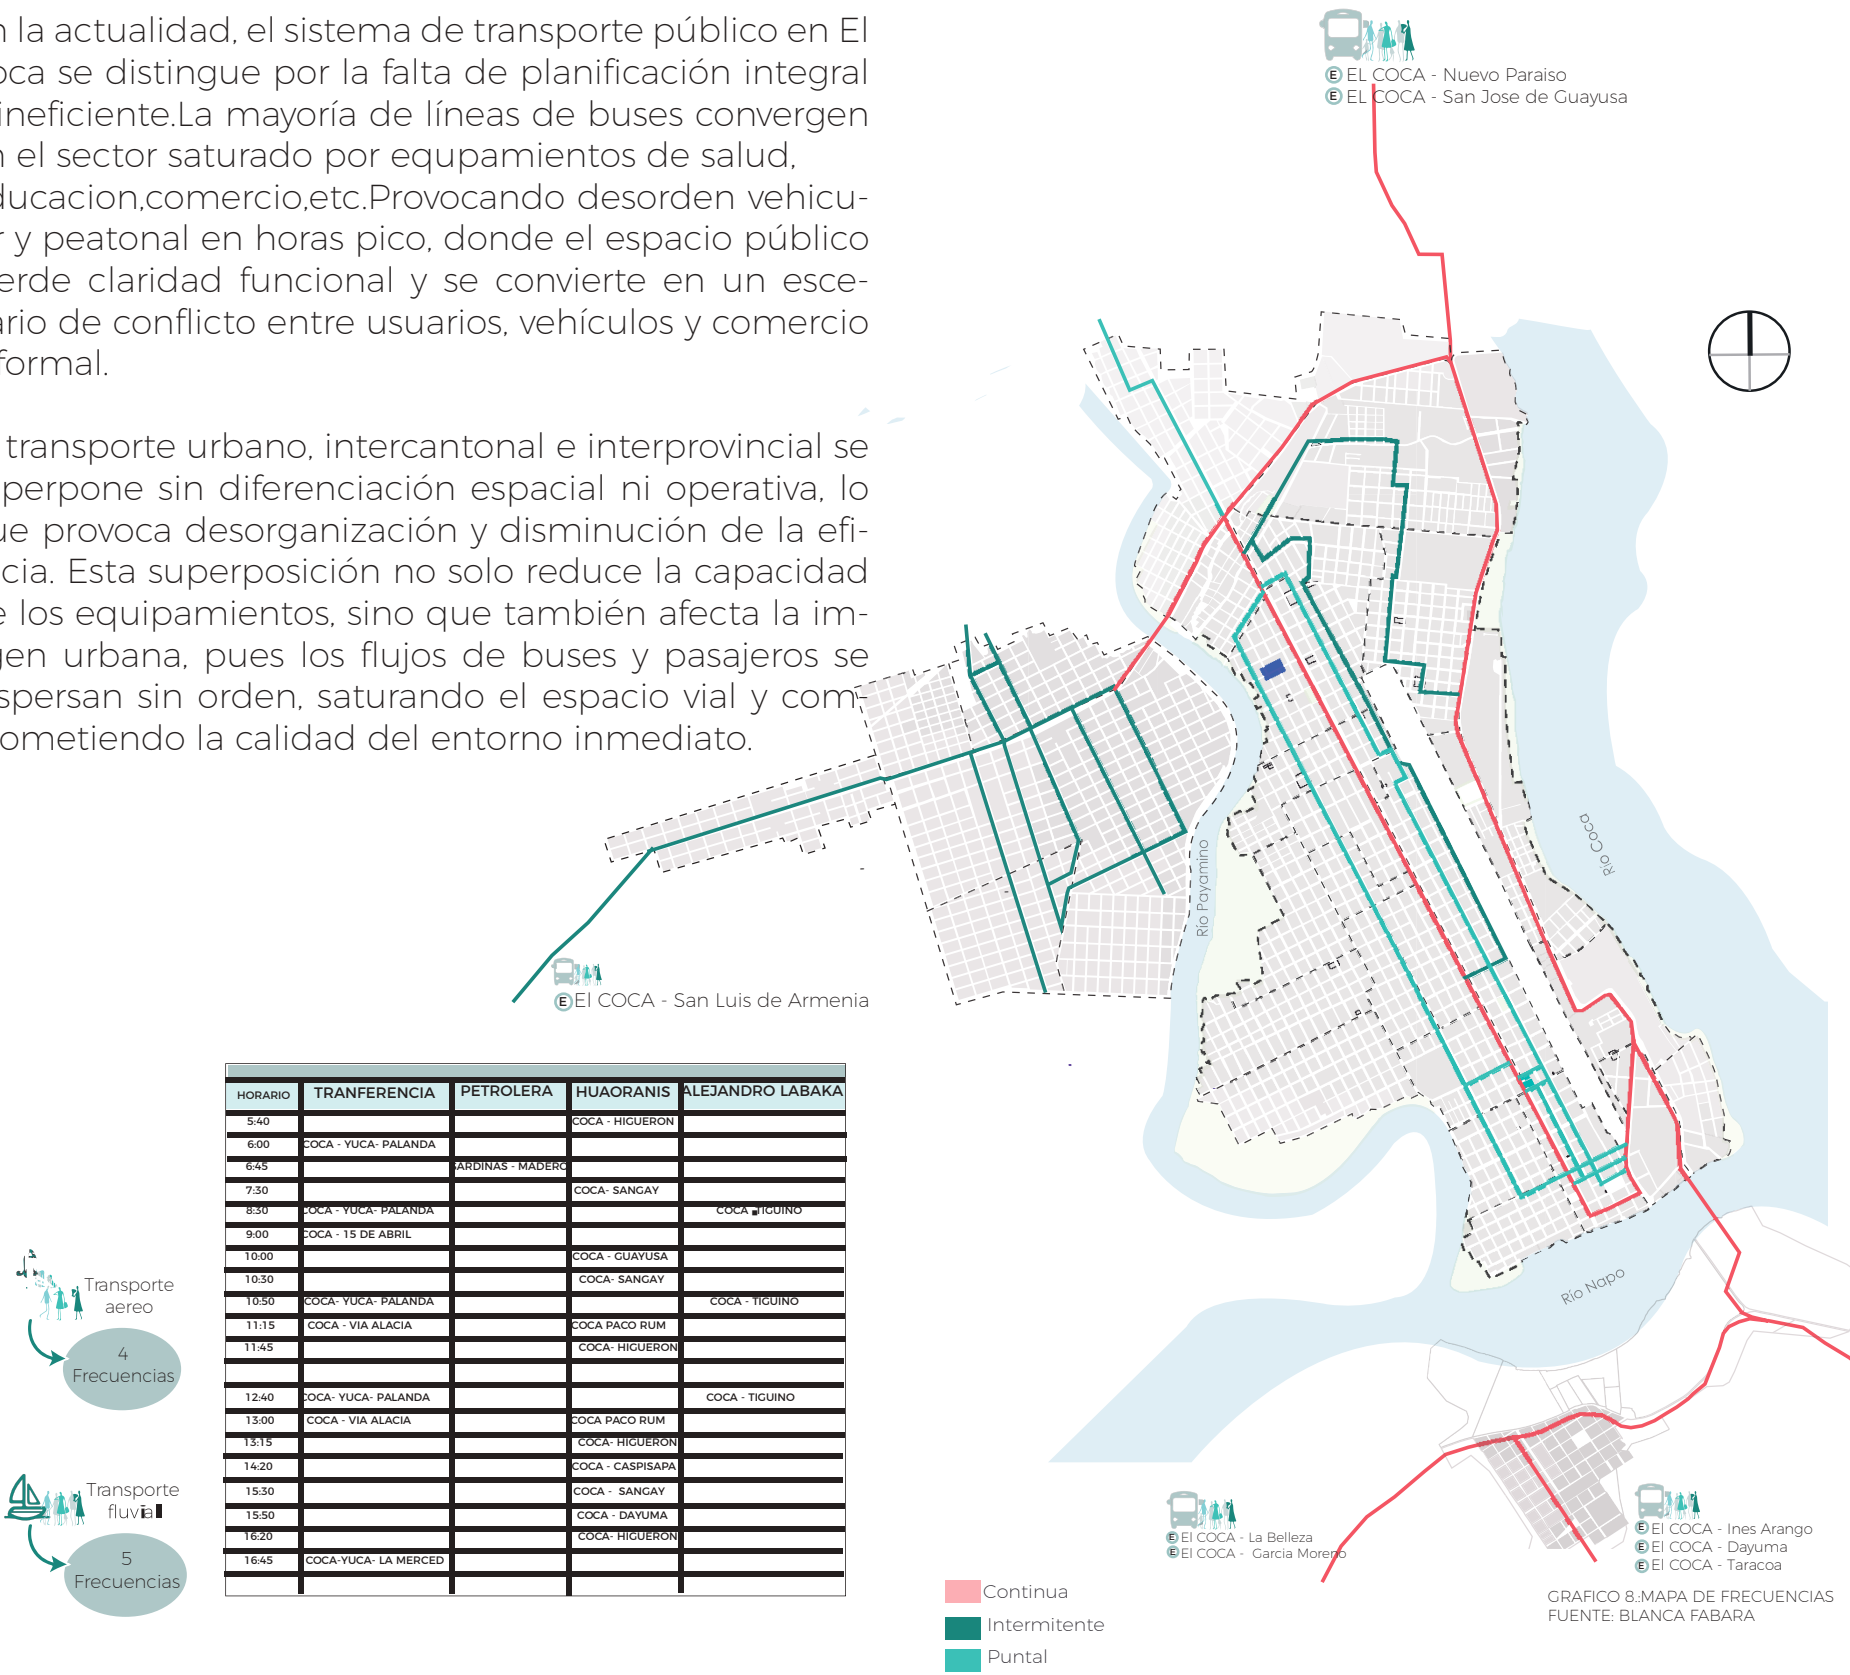 n la actualidad, el sistema de transporte público en El
oca se distingue por la falta de planificación integral
ineficiente.La mayoría de líneas de buses convergen
n el sector saturado por equpamientos de salud,
ducacion,comercio,etc.Provocando desorden vehicu-
r y peatonal en horas pico, donde el espacio público
erde claridad funcional y se convierte en un esce-
ario de conflicto entre usuarios, vehículos y comercio
formal.
transporte urbano, intercantonal e interprovincial se
perpone sin diferenciación espacial ni operativa, lo
ue provoca desorganización y disminución de la efi-
cia. Esta superposición no solo reduce la capacidad
e los equipamientos, sino que también afecta la im-
gen urbana, pues los flujos de buses y pasajeros se
spersan sin orden, saturando el espacio vial y com-
ometiendo la calidad del entorno inmediato.
E EL COCA - Nuevo Paraiso
E EL COCA - San Jose de Guayusa
Río Payamino
Río Coca
Río Napo
E El COCA - San Luis de Armenia
HORARIO TRANFERENCIA PETROLERA HUAORANIS ALEJANDRO LABAKA
5:40 COCA - HIGUERON
6:00 COCA - YUCA- PALANDA
6:45 SARDINAS - MADERO
7:30 COCA- SANGAY
8:30 COCA - YUCA- PALANDA COCA - TIGUINO
9:00 COCA - 15 DE ABRIL
10:00 COCA - GUAYUSA
10:30 COCA- SANGAY
10:50 COCA- YUCA- PALANDA COCA - TIGUINO
11:15 COCA - VIA ALACIA COCA PACO RUM
11:45 COCA- HIGUERON
12:40 COCA- YUCA- PALANDA COCA - TIGUINO
13:00 COCA - VIA ALACIA COCA PACO RUM
13:15 COCA- HIGUERON
14:20 COCA - CASPISAPA
15:30 COCA - SANGAY
15:50 COCA - DAYUMA
16:20 COCA- HIGUERON
16:45 COCA-YUCA- LA MERCED
Transporte
aereo
4
Frecuencias
Transporte
fluvial
5
Frecuencias
E El COCA - La Belleza
E El COCA - Garcia Moreno
E El COCA - Ines Arango
E El COCA - Dayuma
E El COCA - Taracoa
Continua
Intermitente
Puntal
GRAFICO 8.:MAPA DE FRECUENCIAS
FUENTE: BLANCA FABARA